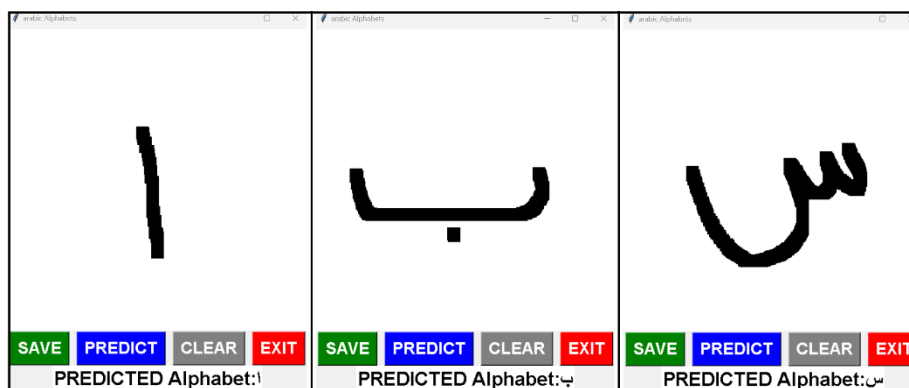 arabic Alphabets
ا
SAVE PREDICT CLEAR EXIT
PREDICTED Alphabet:ا
arabic Alphabets
ب
SAVE PREDICT CLEAR EXIT
PREDICTED Alphabet:ب
arabic Alphabets
س
SAVE PREDICT CLEAR EXIT
PREDICTED Alphabet:س